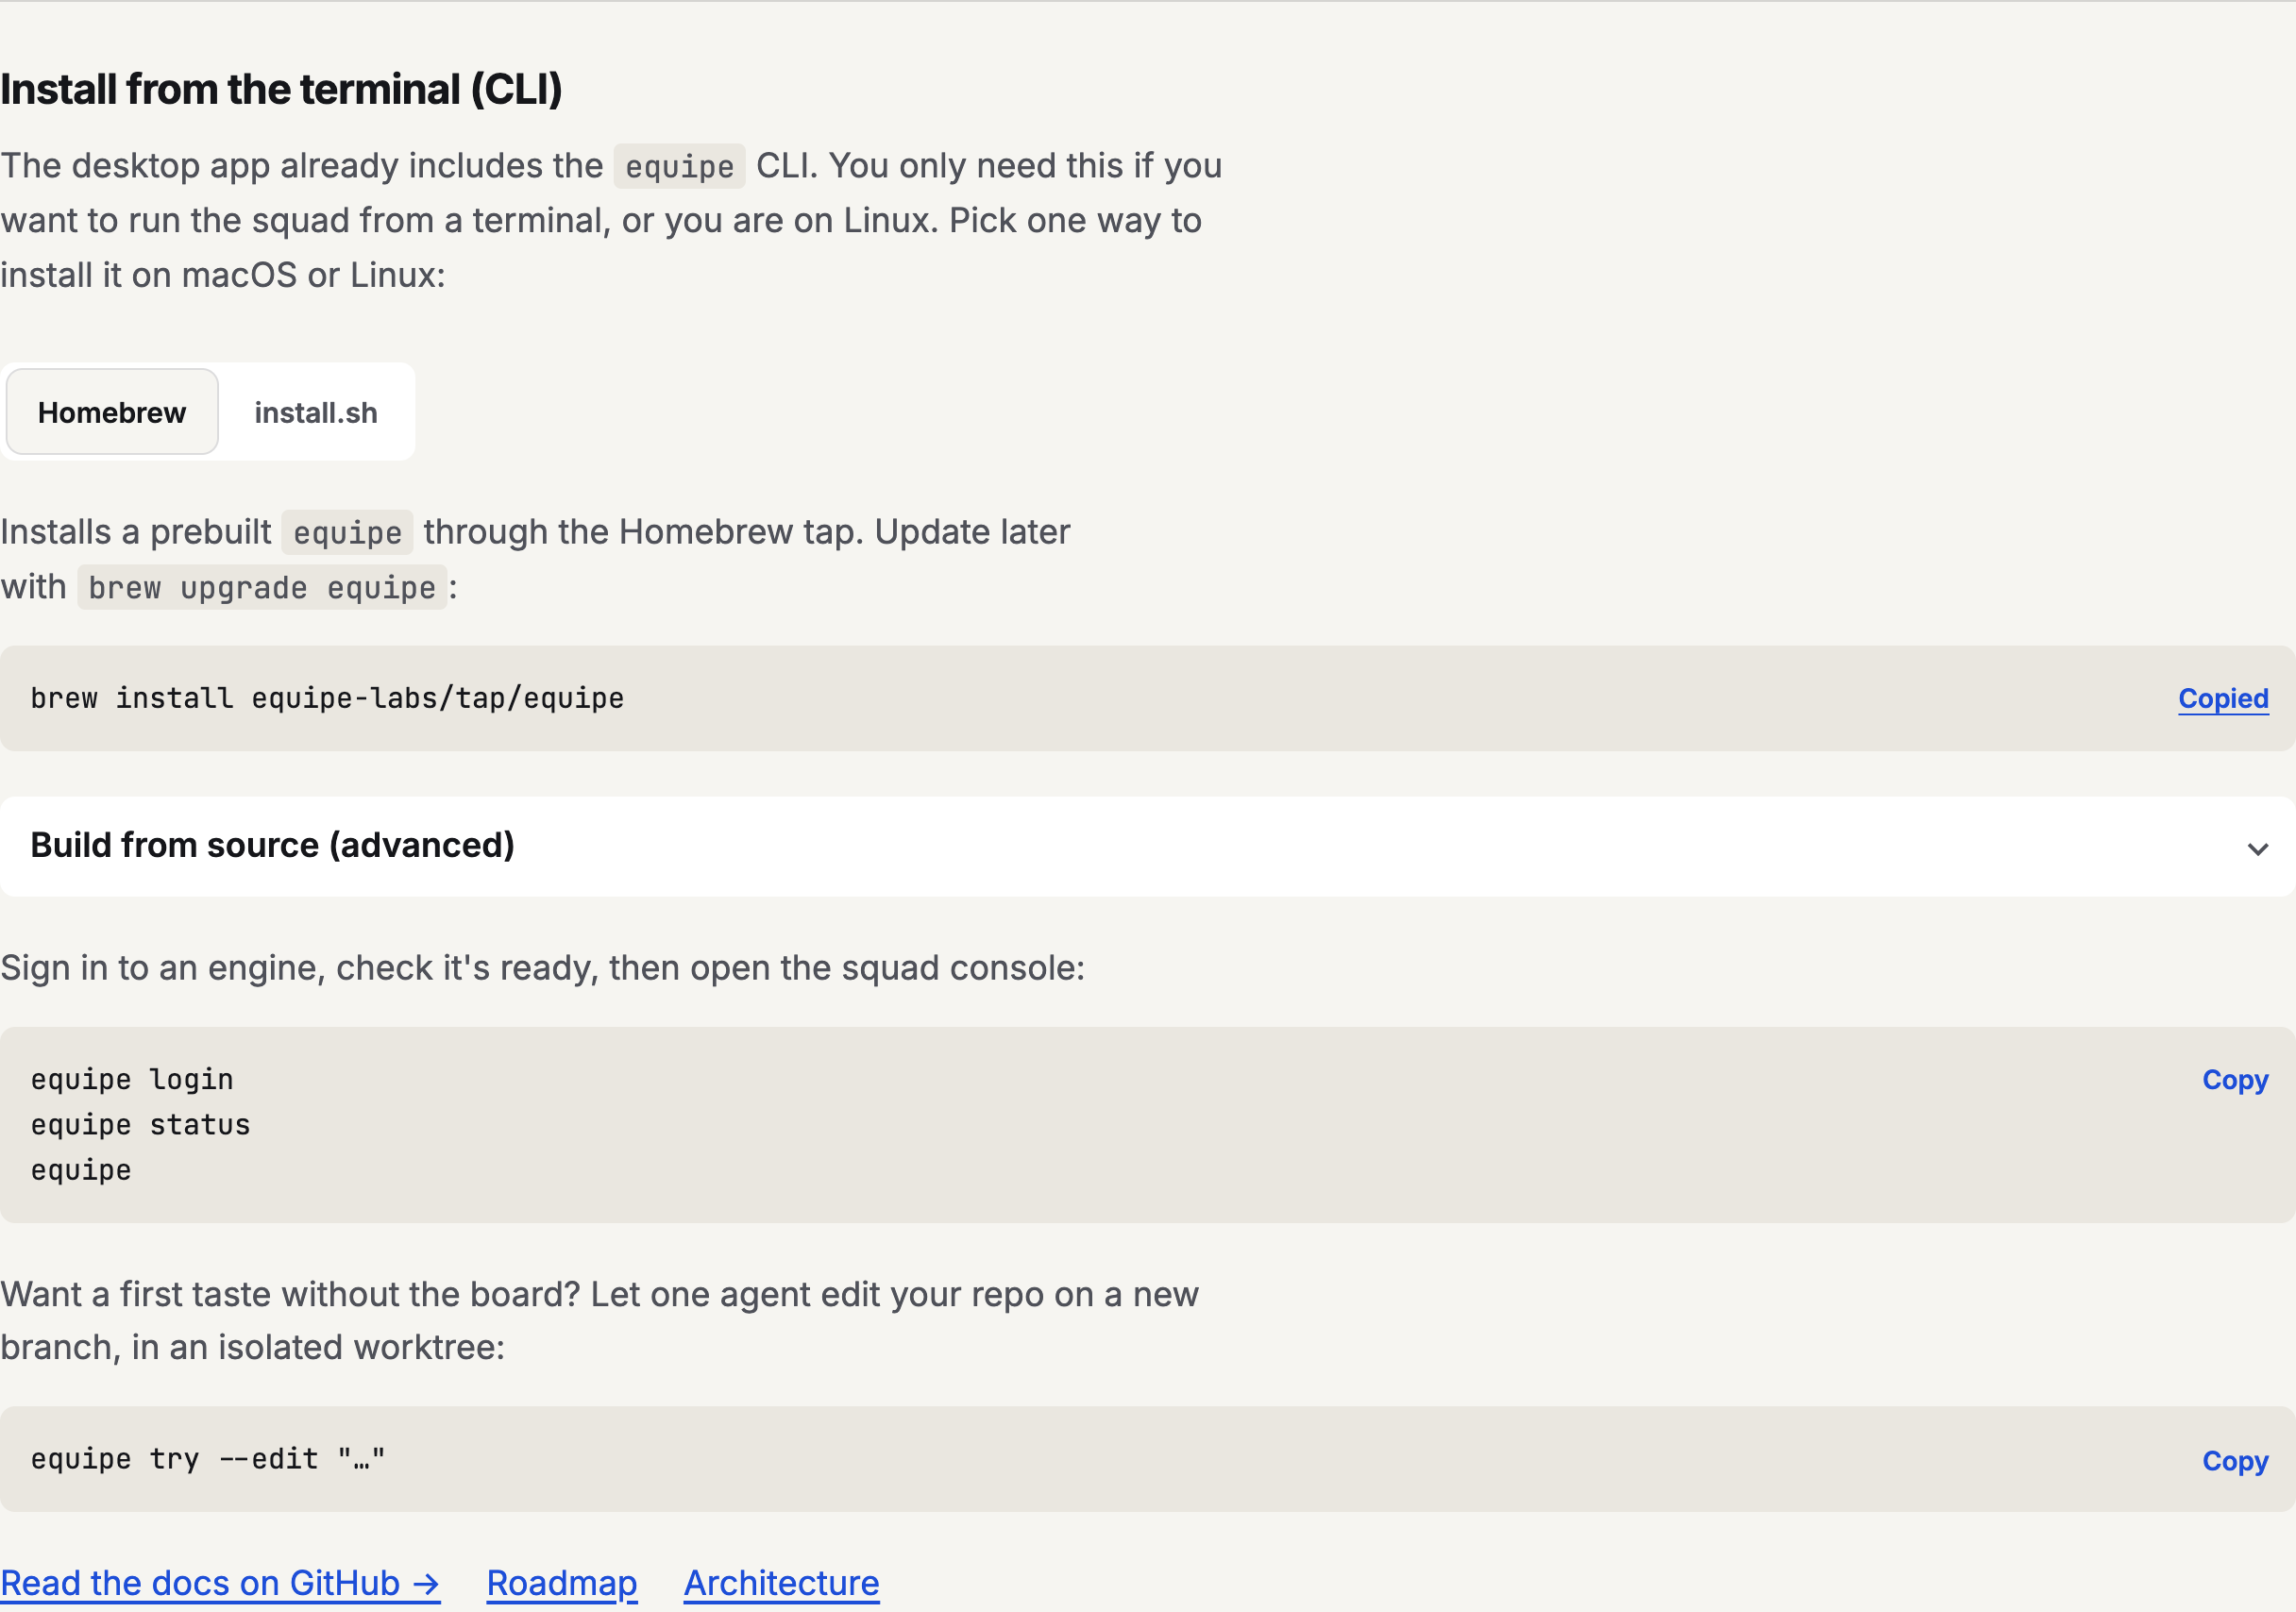 Install from the terminal (CLI)
The desktop app already includes the equipe CLI. You only need this if you
want to run the squad from a terminal, or you are on Linux. Pick one way to
install it on macOS or Linux:
Homebrew install.sh
Installs a prebuilt equipe through the Homebrew tap. Update later
with brew upgrade equipe:
brew install equipe-labs/tap/equipe Copied
Build from source (advanced)
Sign in to an engine, check it's ready, then open the squad console:
equipe login Copy
equipe status
equipe
Want a first taste without the board? Let one agent edit your repo on a new
branch, in an isolated worktree:
equipe try --edit "…" Copy
Read the docs on GitHub → Roadmap Architecture